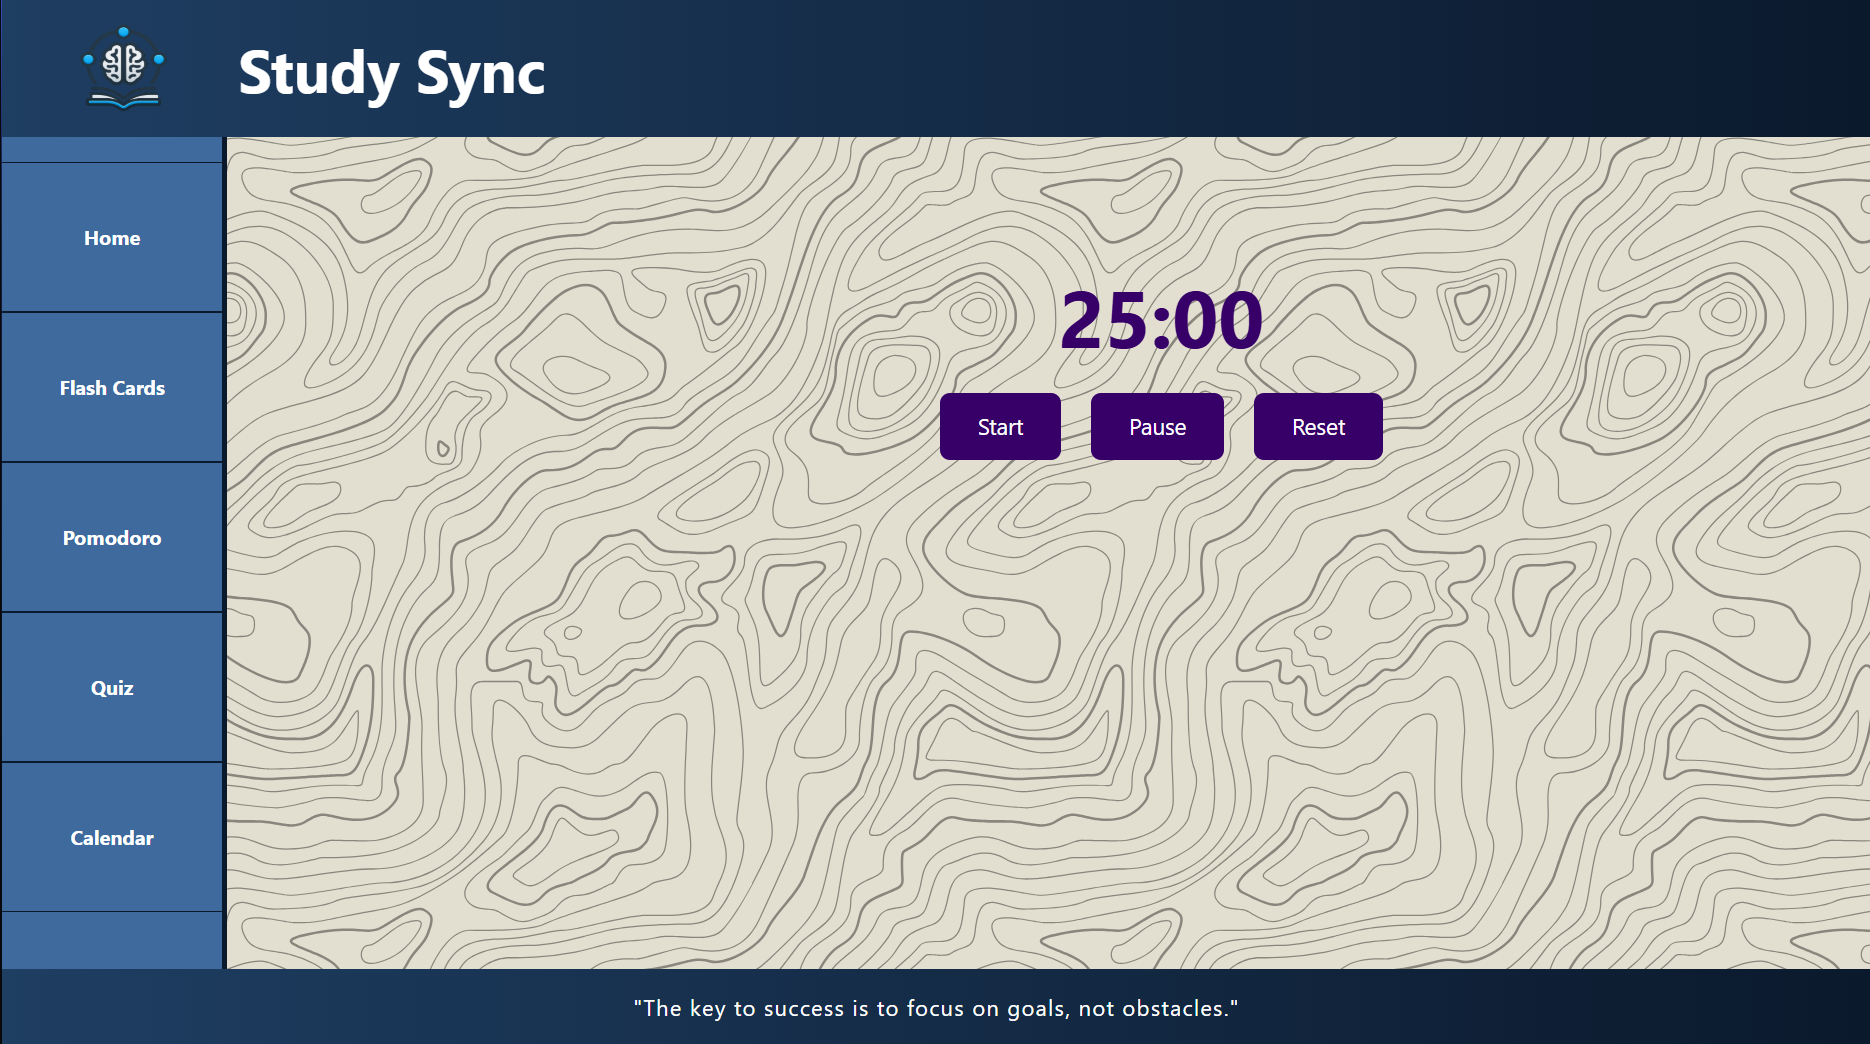 Study Sync
Home
Flash Cards
Pomodoro
Quiz
Calendar
25:00
Start
Pause
Reset
"The key to success is to focus on goals, not obstacles."